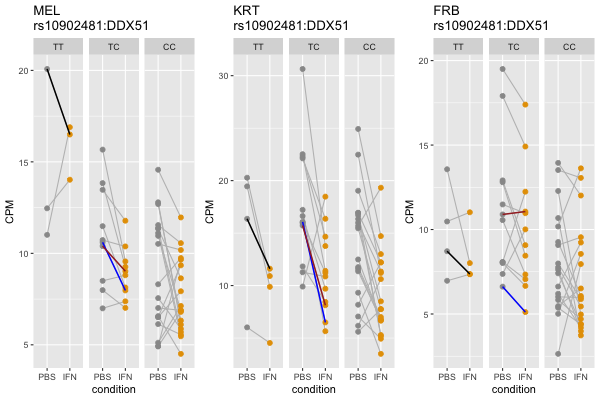 MEL
rs10902481:DDX51
TT TC CC
CPM
20
15
10
5
PBS IFN PBS IFN PBS IFN
condition
KRT
rs10902481:DDX51
TT TC CC
CPM
30
20
10
PBS IFN PBS IFN PBS IFN
condition
FRB
rs10902481:DDX51
TT TC CC
CPM
20
15
10
5
PBS IFN PBS IFN PBS IFN
condition